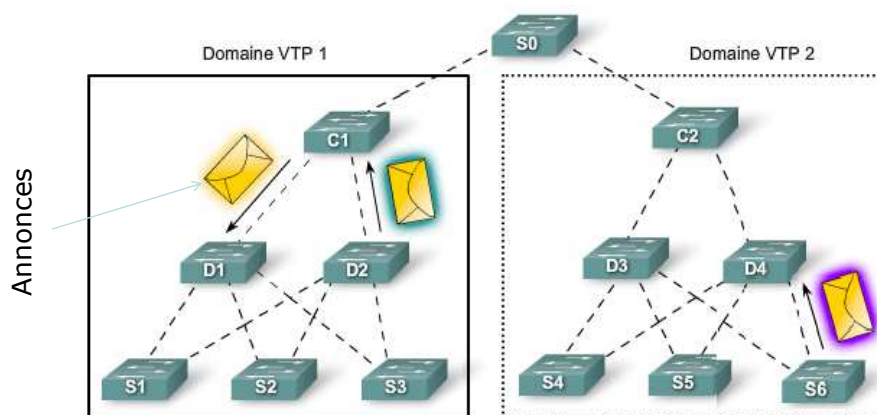 S0
Domaine VTP 1
Domaine VTP 2
C1
C2
Annonces
D1
D2
D3
D4
S1
S2
S3
S4
S5
S6